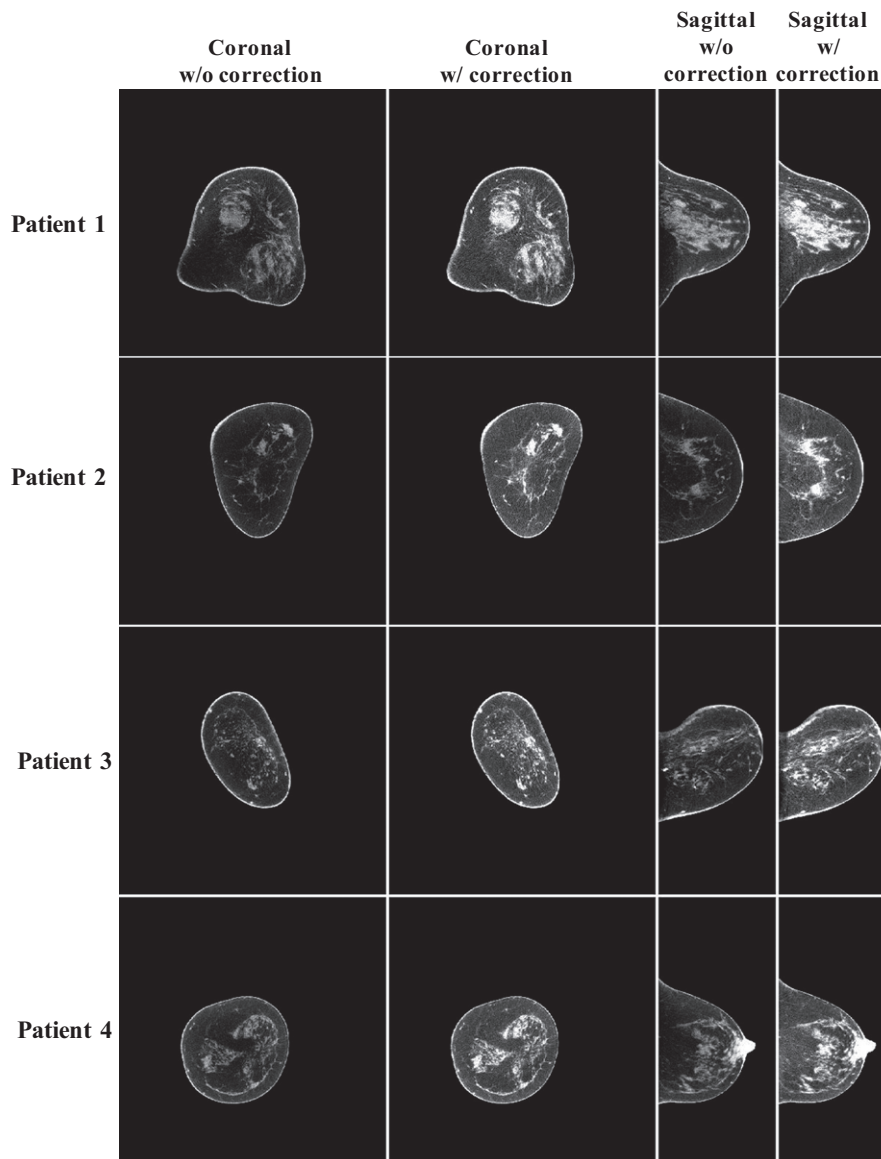 Coronal
w/o correction
Coronal
w/ correction
Sagittal
w/o
correction
Sagittal
w/
correction
Patient 1
Patient 2
Patient 3
Patient 4